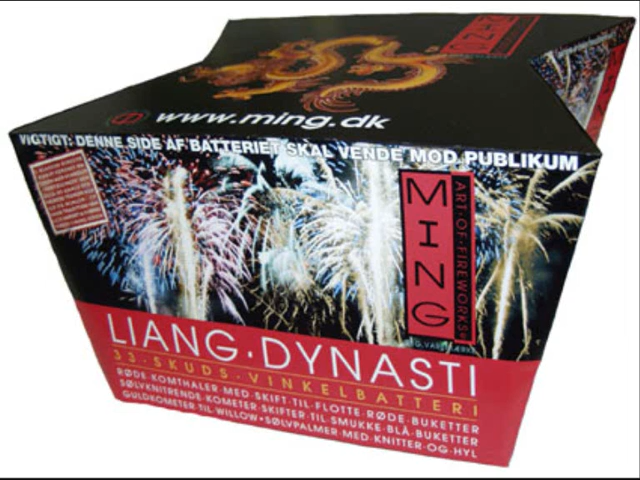 www.ming.dk
VIGTIGT: DENNE SIDE AF BATTERIET SKAL VENDE MOD PUBLIKUM
MING
ART·OF·FIREWORKS®
LIANG·DYNASTI
33·SKUDS·VINKELBATTERI
RØDE·KOMTHALER·MED·SKIFT·TIL·FLOTTE·RØDE·BUKETTER
SØLVKNITRENDE·KOMETER·SKIFTER·TIL·SMUKKE·BLÅ·BUKETTER
GULDKOMETER·TIL·WILLOW·SØLVPALMER·MED·KNITTER·OG·HYL